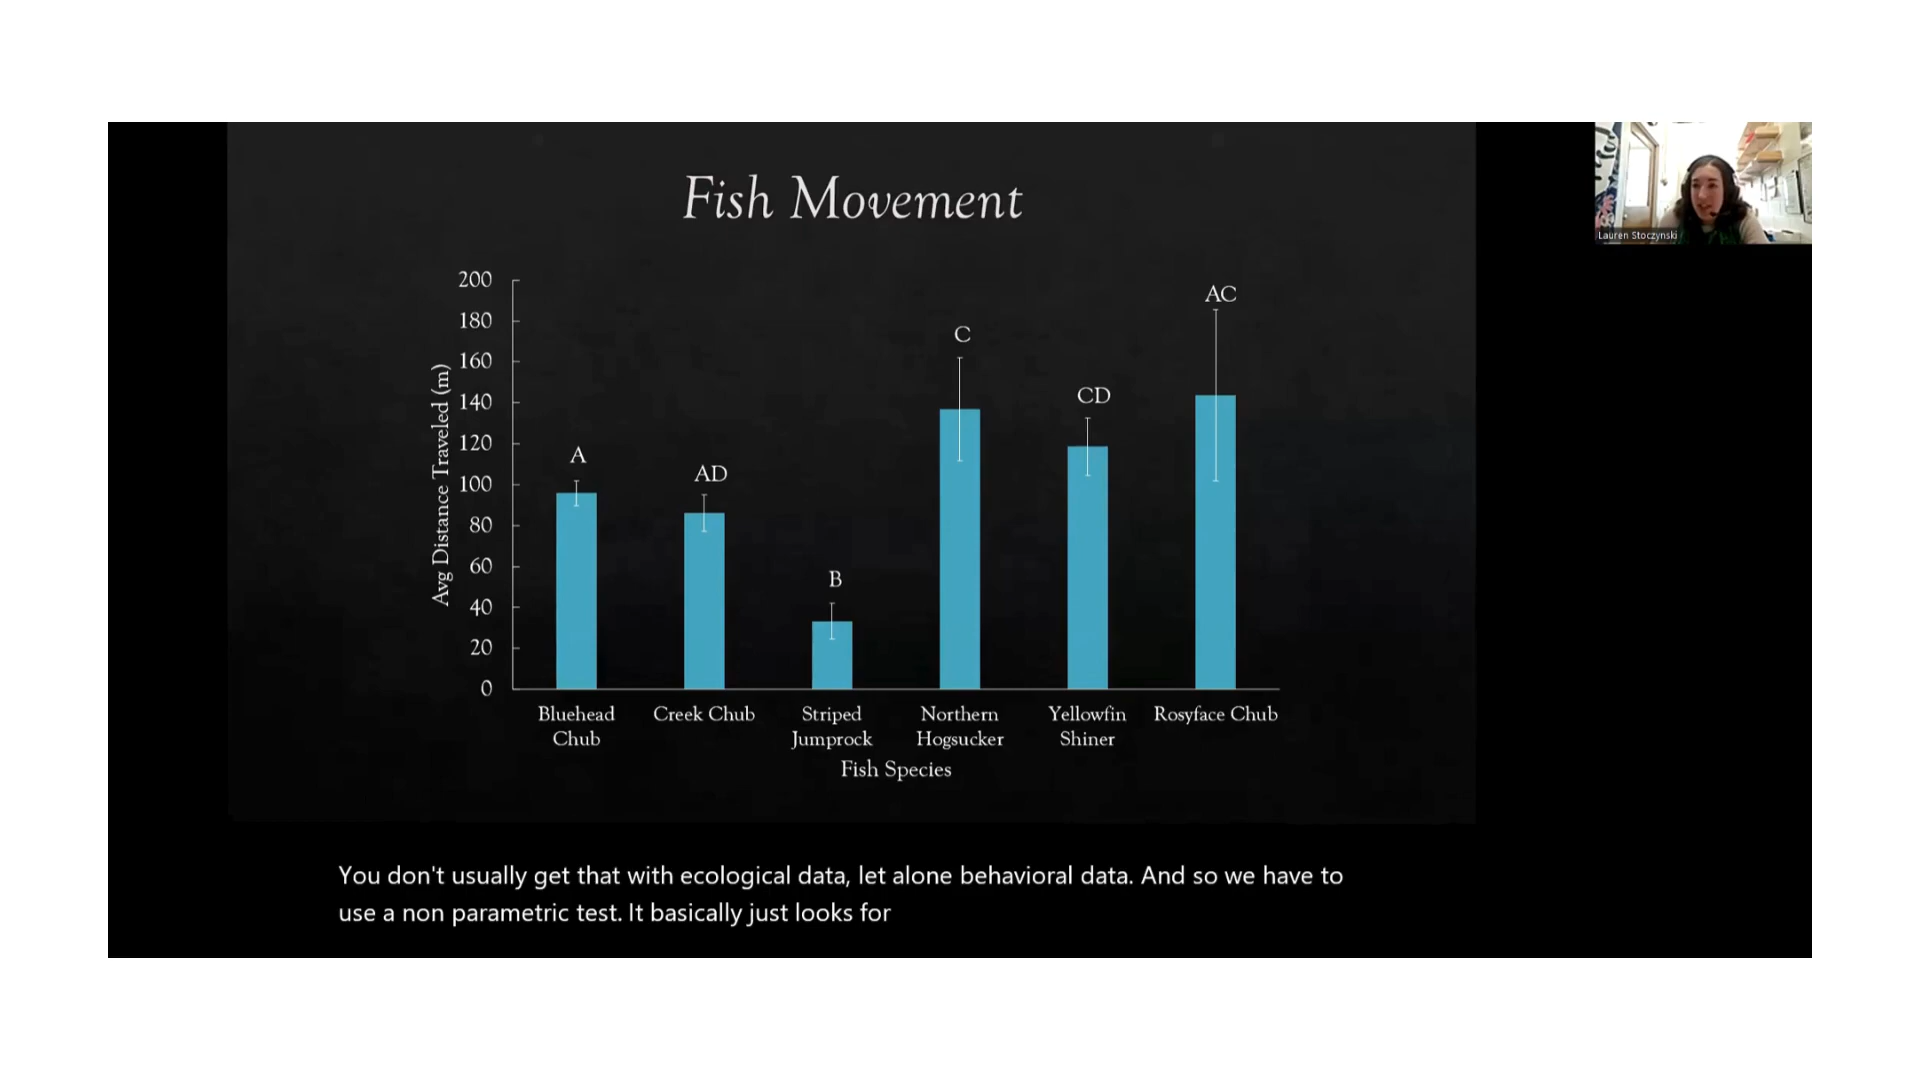 Fish Movement
Lauren Stoczynski
200
180
160
140
120
100
80
60
40
20
0
Avg Distance Traveled (m)
A
AD
B
C
CD
AC
Bluehead
Chub
Creek Chub
Striped
Jumprock
Northern
Hogsucker
Yellowfin
Shiner
Rosyface Chub
Fish Species
You don't usually get that with ecological data, let alone behavioral data. And so we have to
use a non parametric test. It basically just looks for